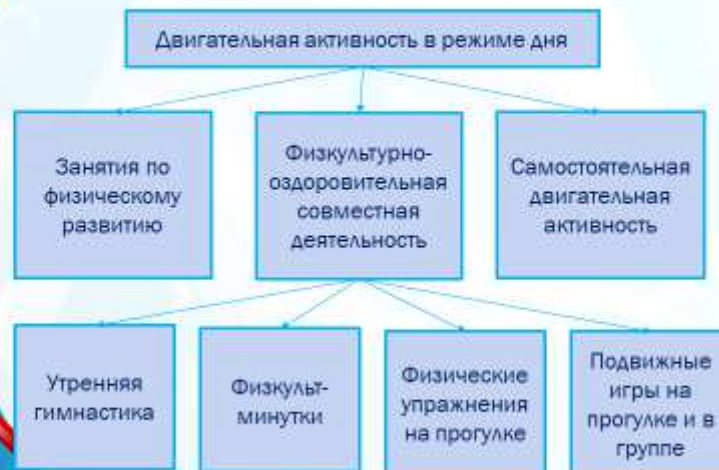 Двигательная активность в режиме дня
Занятия по
физическому
развитию
Физкультурно-
оздоровительная
совместная
деятельность
Самостоятельная
двигательная
активность
Утренняя
гимнастика
Физкульт-
минутки
Физические
упражнения
на прогулке
Подвижные
игры на
прогулке и в
группе